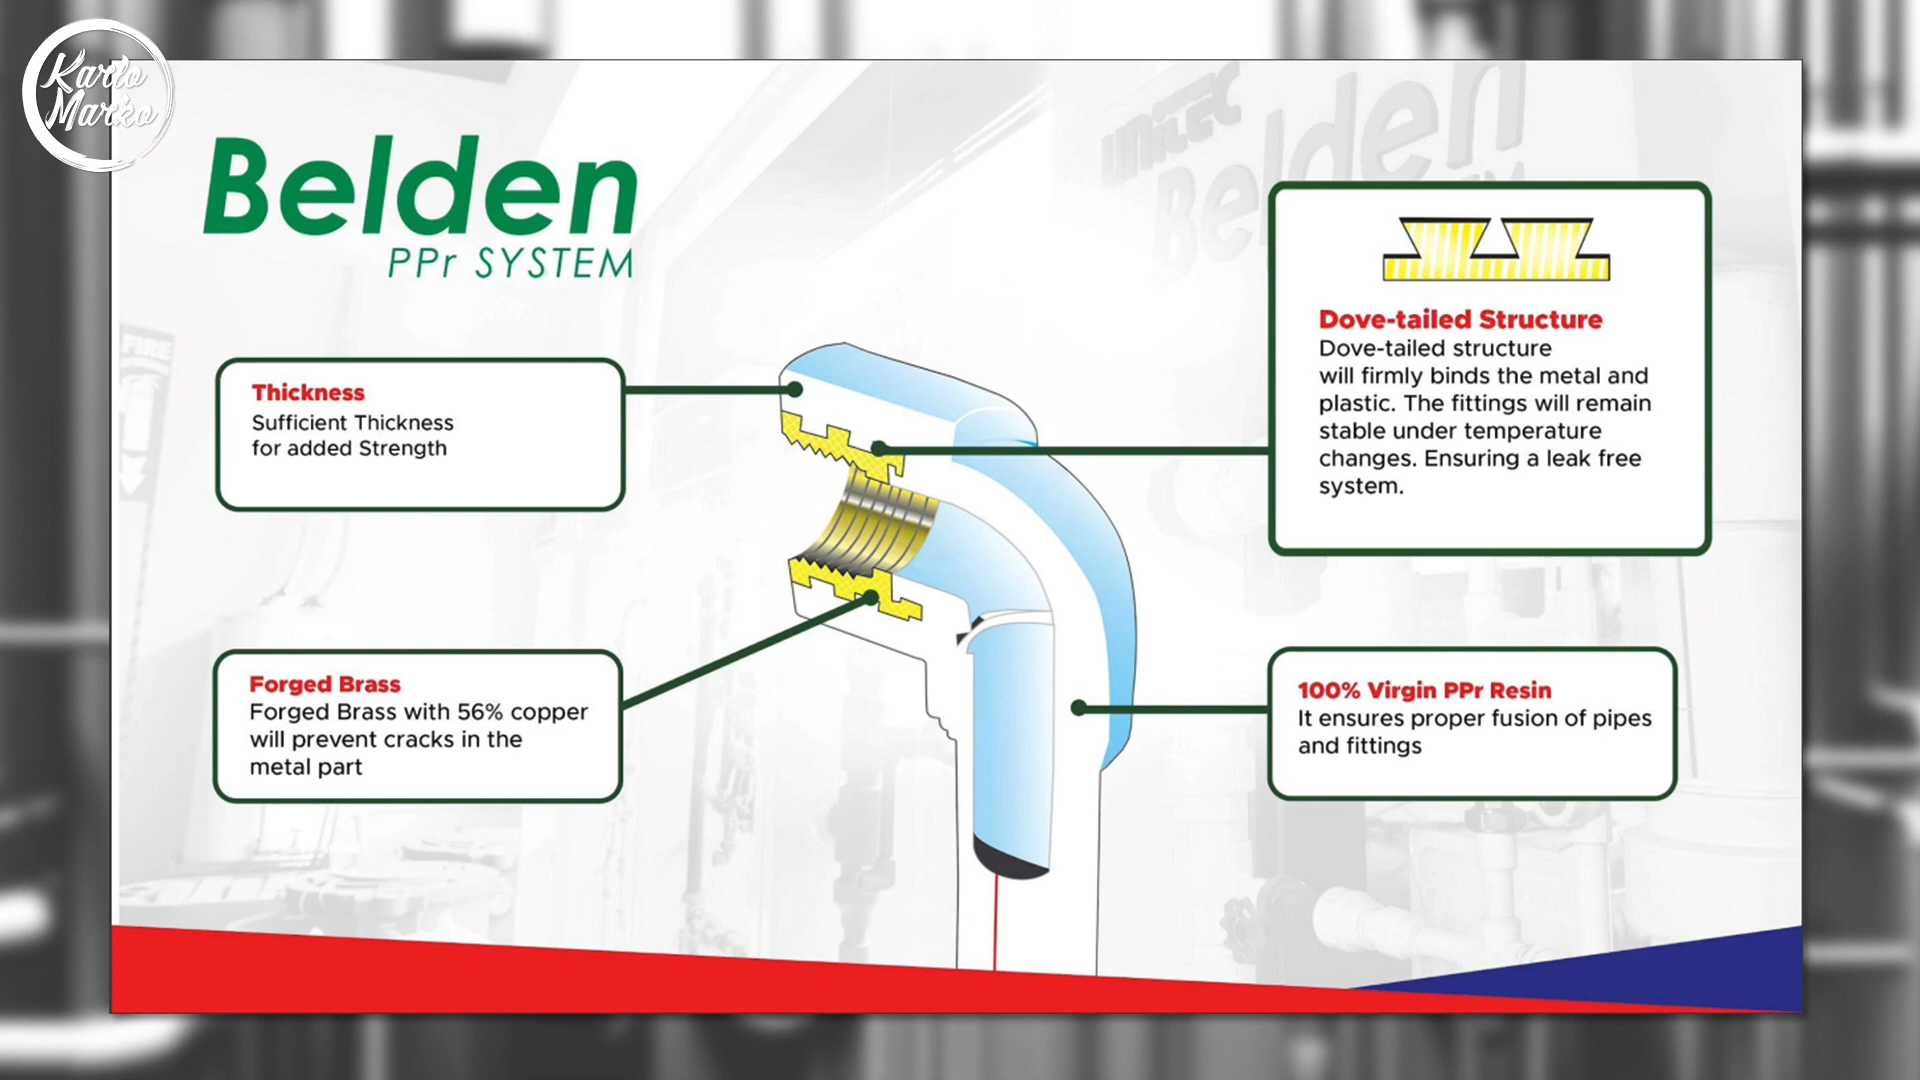 Karlo
Marko
UNITEC
Belden
Belden
PPr SYSTEM
FIRE
Thickness
Sufficient Thickness
for added Strength
Dove-tailed Structure
Dove-tailed structure
will firmly binds the metal and
plastic. The fittings will remain
stable under temperature
changes. Ensuring a leak free
system.
Forged Brass
Forged Brass with 56% copper
will prevent cracks in the
metal part
100% Virgin PPr Resin
It ensures proper fusion of pipes
and fittings